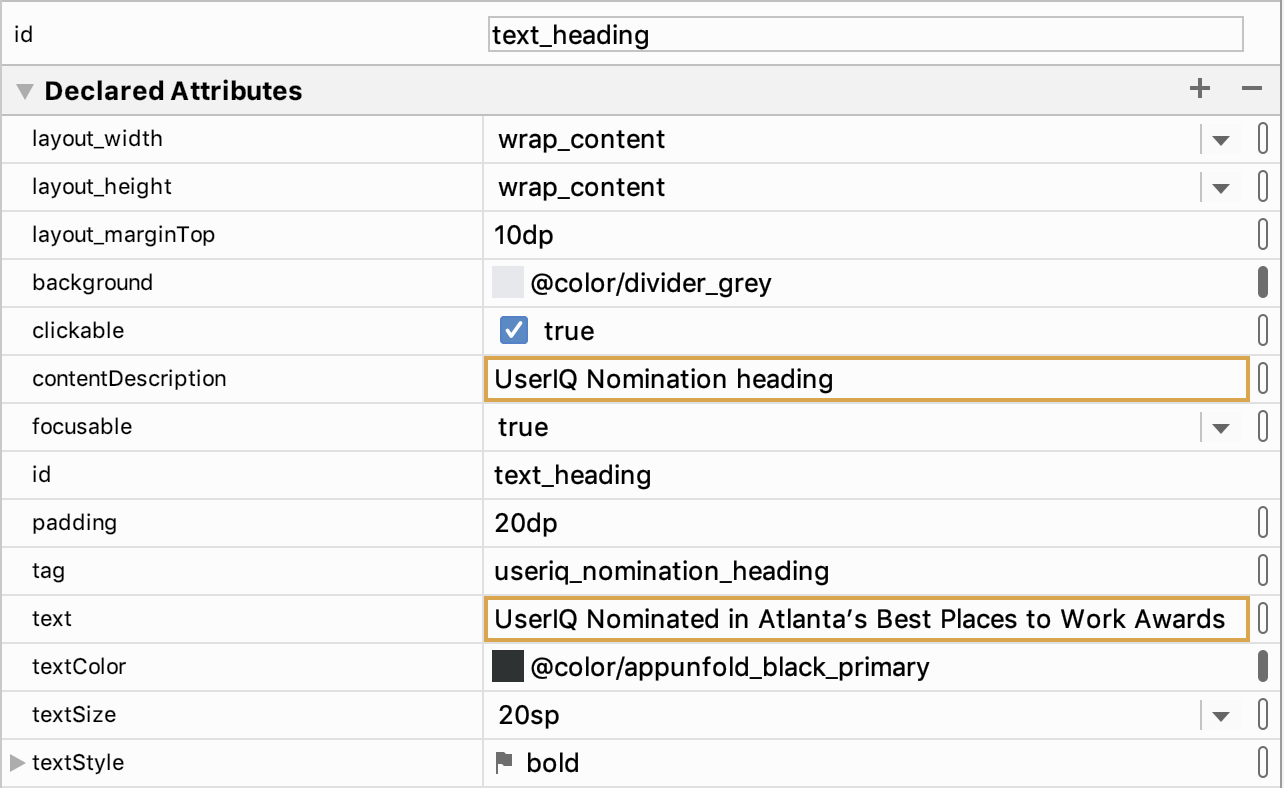 id text_heading
Declared Attributes
layout_width wrap_content
layout_height wrap_content
layout_marginTop 10dp
background @color/divider_grey
clickable true
contentDescription UserIQ Nomination heading
focusable true
id text_heading
padding 20dp
tag useriq_nomination_heading
text UserIQ Nominated in Atlanta’s Best Places to Work Awards
textColor @color/appunfold_black_primary
textSize 20sp
textStyle bold